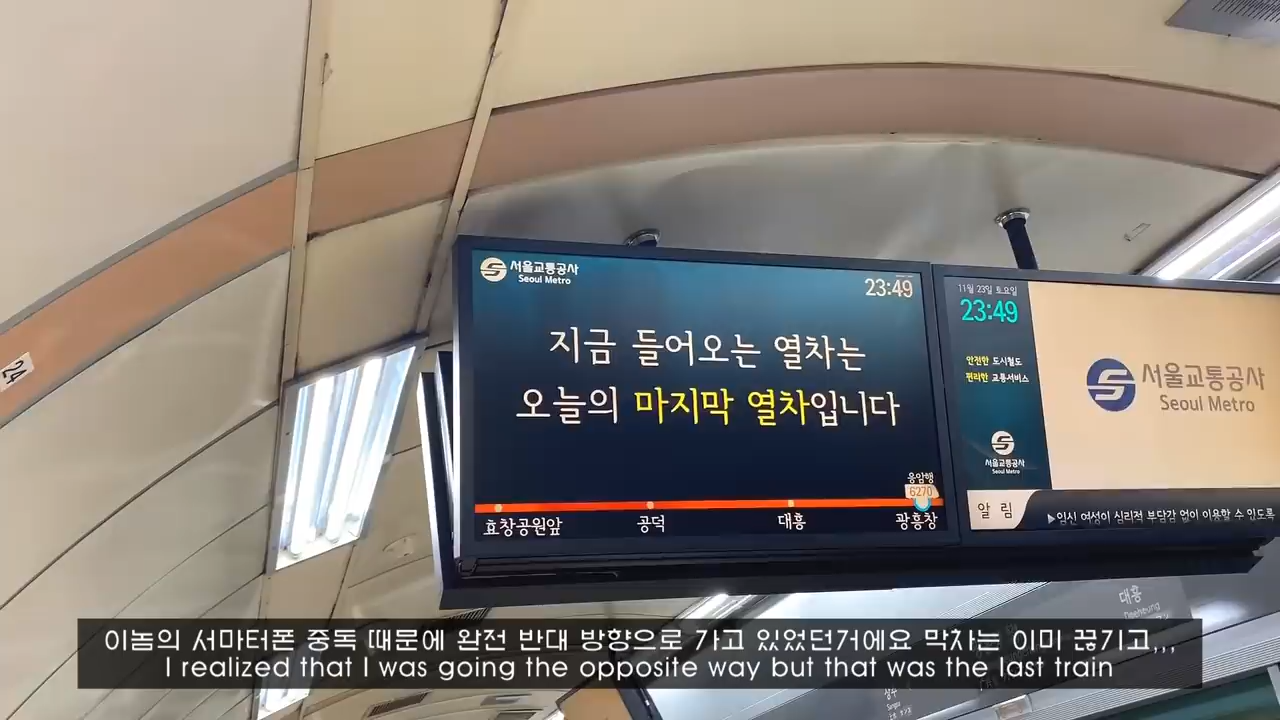 24
서울교통공사
Seoul Metro
23:49
지금 들어오는 열차는
오늘의 마지막 열차입니다
응암행
6270
효창공원앞
공덕
대흥
광흥창
11월 23일 토요일
23:49
안전한 도시철도
편리한 교통서비스
서울교통공사
Seoul Metro
서울교통공사
Seoul Metro
알림
▶임신 여성이 심리적 부담감 없이 이용할 수 있도록
대흥
Daeheung
이놈의 서마터폰 중독 때문에 완전 반대 방향으로 가고 있었던거에요 막차는 이미 끊기고,,,
I realized that I was going the opposite way but that was the last train